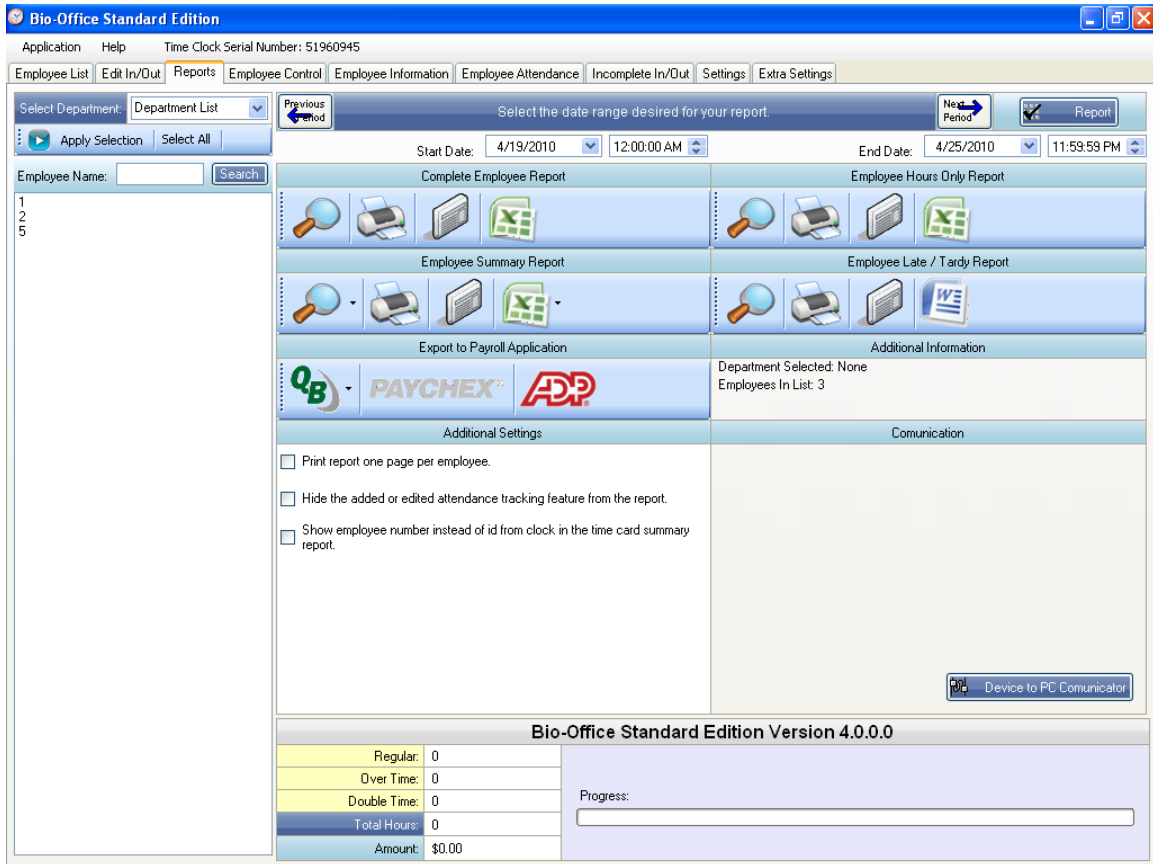 Bio-Office Standard Edition
Application Help Time Clock Serial Number: 51960945
Employee List Edit In/Out Reports Employee Control Employee Information Employee Attendance Incomplete In/Out Settings Extra Settings
Select Department: Department List
Apply Selection Select All
Employee Name: Search
1
2
5
Previous Period
Select the date range desired for your report.
Next Period
Report
Start Date: 4/19/2010 12:00:00 AM End Date: 4/25/2010 11:59:59 PM
Complete Employee Report Employee Hours Only Report
Employee Summary Report Employee Late / Tardy Report
Export to Payroll Application Additional Information
QB PAYCHEX ADP
Department Selected: None
Employees In List: 3
Additional Settings Comunication
Print report one page per employee.
Hide the added or edited attendance tracking feature from the report.
Show employee number instead of id from clock in the time card summary
report.
Device to PC Comunicator
Bio-Office Standard Edition Version 4.0.0.0
Regular: 0
Over Time: 0
Double Time: 0
Total Hours: 0
Amount: $0.00
Progress: